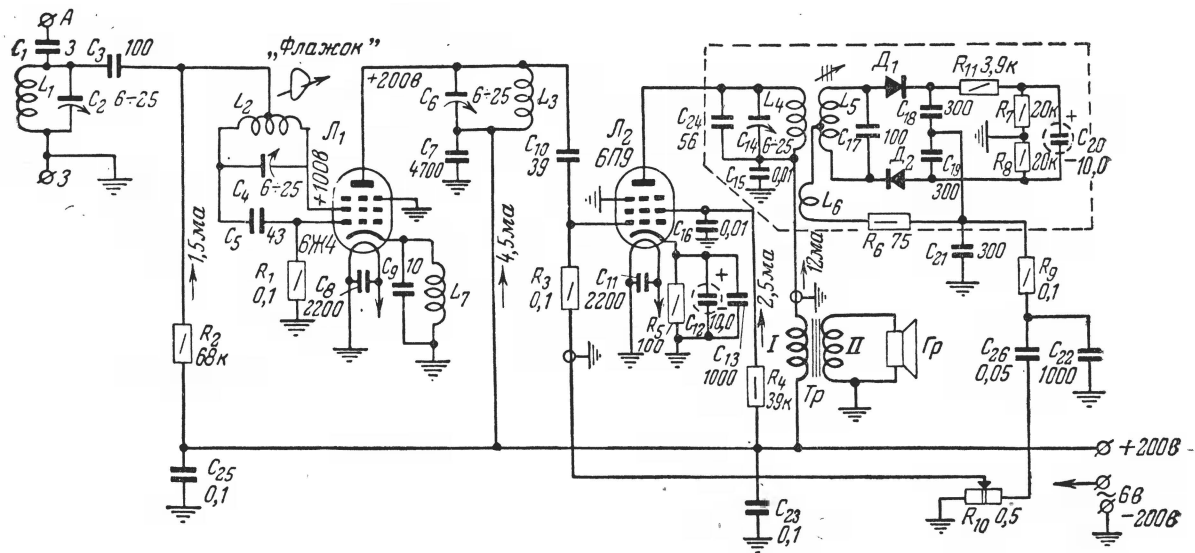 A
C₁
3
C₃
100
L₁
C₂
6÷25
З
„Флажок"
L₂
Л₁
C₄
6÷25
+100в
C₅
43
6Ж4
R₁
0,1
C₈
2200
C₉
10
L₇
1,5ма
R₂
68к
C₂₅
0,1
+200в
C₆
6÷25
L₃
C₇
4700
4,5ма
C₁₀
39
Л₂
6П9
R₃
0,1
C₁₁
2200
R₅
100
C₁₂
+
10,0
C₁₃
1000
C₁₆
0,01
2,5ма
R₄
39к
C₂₄
56
C₁₄
6÷25
L₄
C₁₅
0,01
12ма
L₅
L₆
C₁₇
100
Д₁
Д₂
C₁₈
300
C₁₉
300
R₁₁ 3,9к
R₇
20к
R₈
20к
+
C₂₀
10,0
R₆ 75
C₂₁
300
R₉
0,1
C₂₆
0,05
C₂₂
1000
I
II
Тр
Гр
C₂₃
0,1
R₁₀ 0,5
+200в
~
6в
−200в